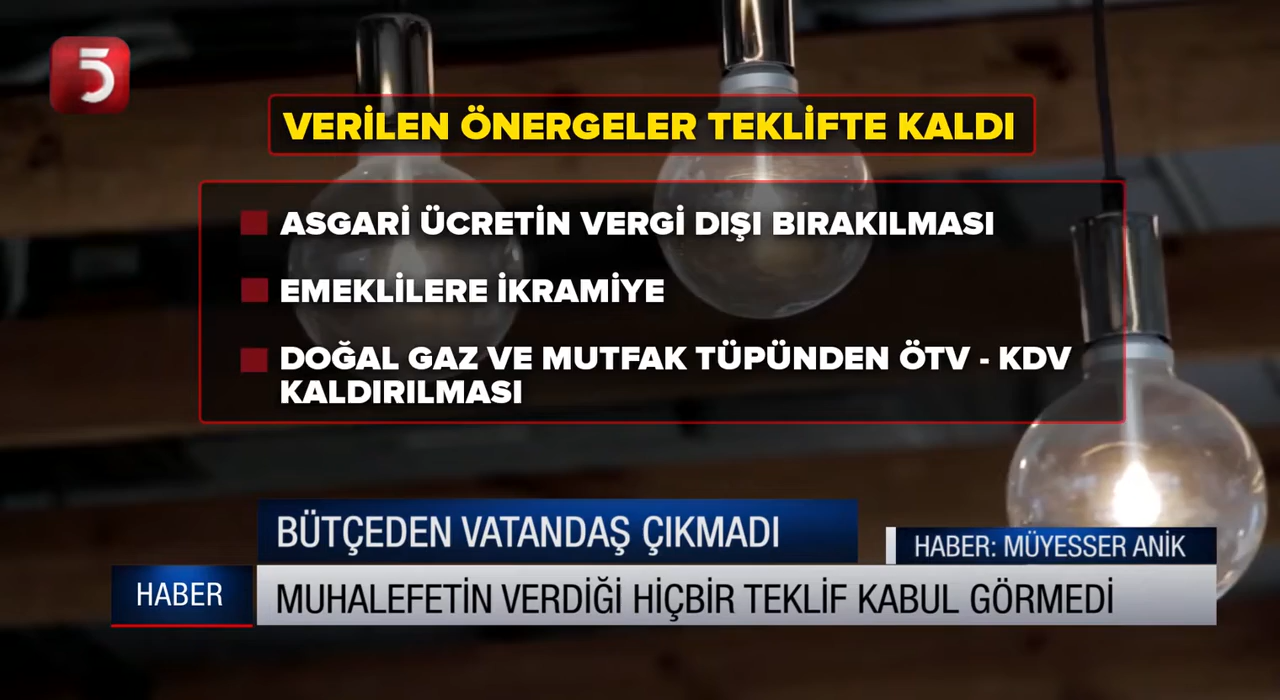 5
VERİLEN ÖNERGELER TEKLİFTE KALDI
ASGARİ ÜCRETİN VERGİ DIŞI BIRAKILMASI
EMEKLİLERE İKRAMİYE
DOĞAL GAZ VE MUTFAK TÜPÜNDEN ÖTV - KDV
KALDIRILMASI
BÜTÇEDEN VATANDAŞ ÇIKMADI
HABER: MÜYESSER ANİK
HABER
MUHALEFETİN VERDİĞİ HİÇBİR TEKLİF KABUL GÖRMEDİ